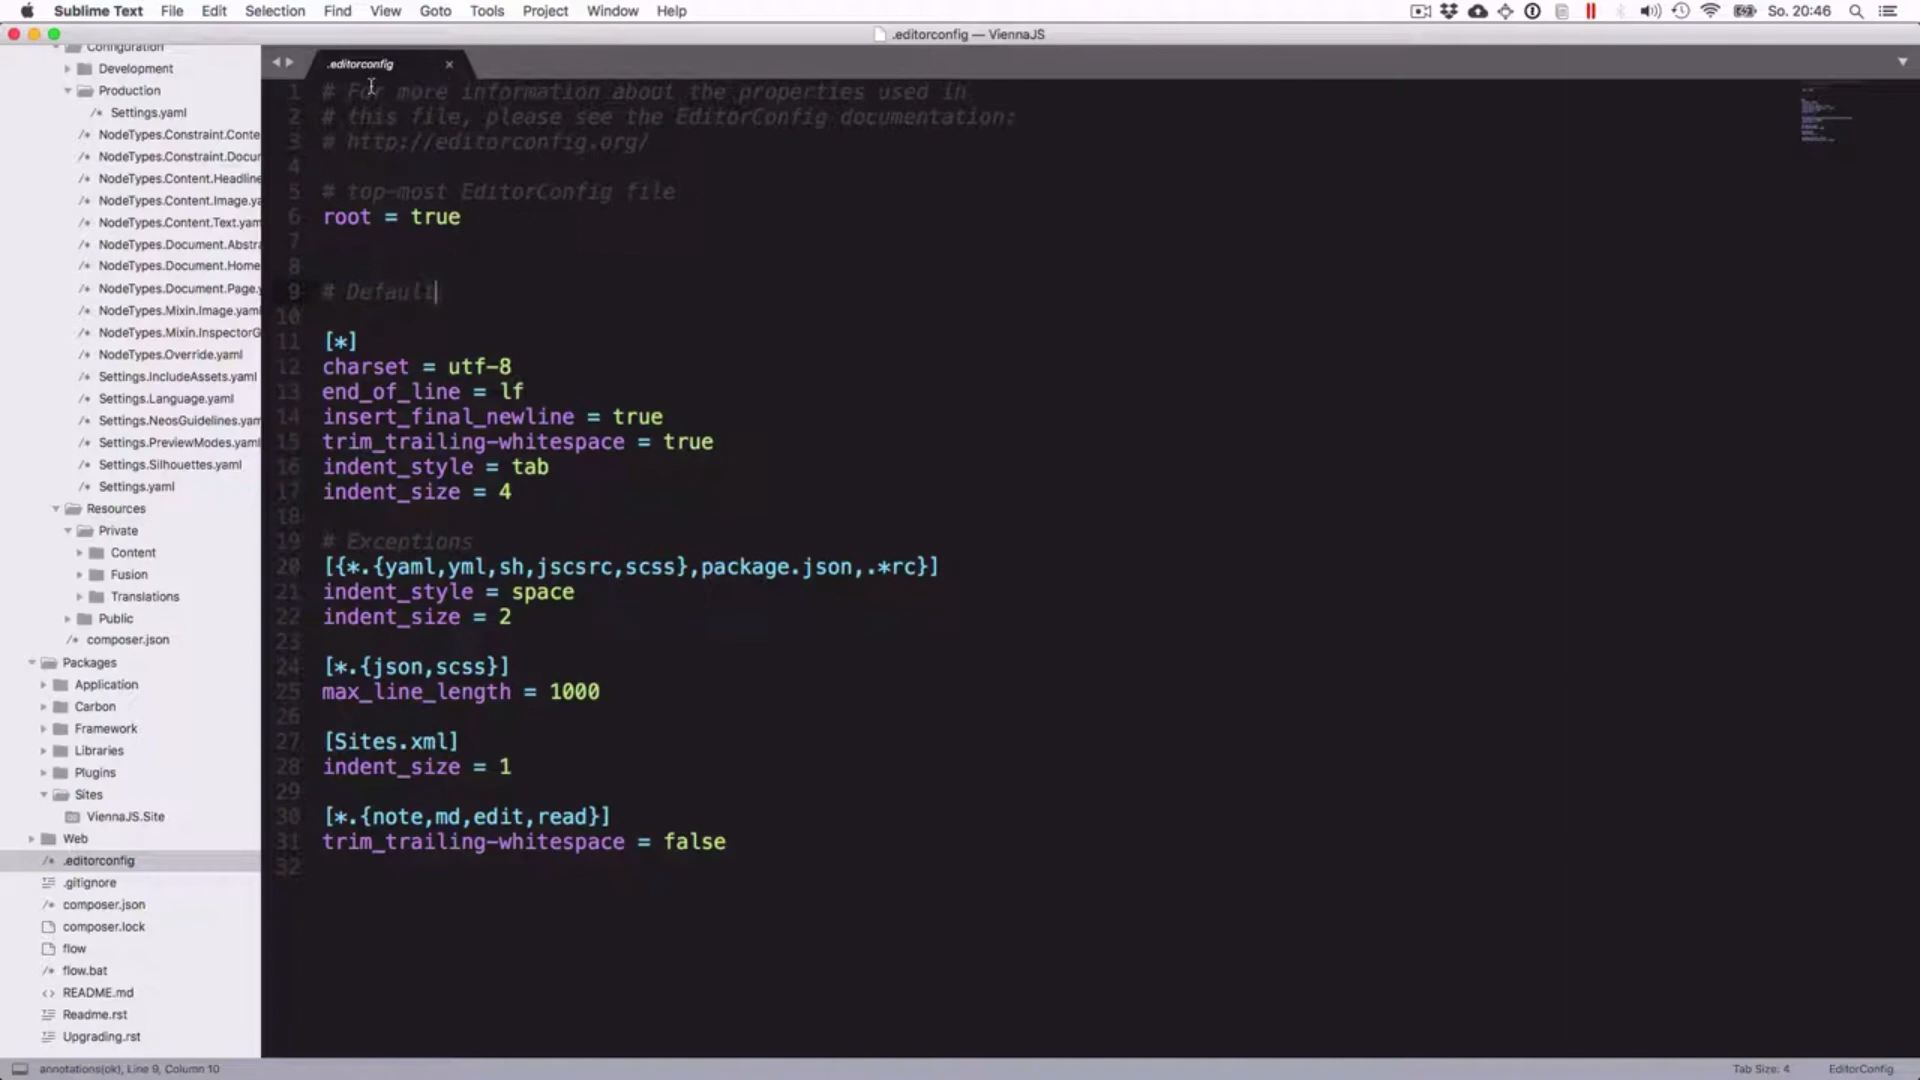 Sublime Text File Edit Selection Find View Goto Tools Project Window Help So. 20:46
.editorconfig — ViennaJS
Configuration
Development
Production
Settings.yaml
NodeTypes.Constraint.Conte
NodeTypes.Constraint.Docur
NodeTypes.Content.Headline
NodeTypes.Content.Image.ya
NodeTypes.Content.Text.yam
NodeTypes.Document.Abstra
NodeTypes.Document.Home
NodeTypes.Document.Page.y
NodeTypes.Mixin.Image.yaml
NodeTypes.Mixin.InspectorG
NodeTypes.Override.yaml
Settings.IncludeAssets.yaml
Settings.Language.yaml
Settings.NeosGuidelines.yam
Settings.PreviewModes.yaml
Settings.Silhouettes.yaml
Settings.yaml
Resources
Private
Content
Fusion
Translations
Public
composer.json
Packages
Application
Carbon
Framework
Libraries
Plugins
Sites
ViennaJS.Site
Web
.editorconfig
.gitignore
composer.json
composer.lock
flow
flow.bat
README.md
Readme.rst
Upgrading.rst
.editorconfig ×
1 # For more information about the properties used in
2 # this file, please see the EditorConfig documentation:
3 # http://editorconfig.org/
4
5 # top-most EditorConfig file
6 root = true
7
8
9 # Default
10
11 [*]
12 charset = utf-8
13 end_of_line = lf
14 insert_final_newline = true
15 trim_trailing-whitespace = true
16 indent_style = tab
17 indent_size = 4
18
19 # Exceptions
20 [{*.{yaml,yml,sh,jscsrc,scss},package.json,.*rc}]
21 indent_style = space
22 indent_size = 2
23
24 [*.{json,scss}]
25 max_line_length = 1000
26
27 [Sites.xml]
28 indent_size = 1
29
30 [*.{note,md,edit,read}]
31 trim_trailing-whitespace = false
32
annotations(ok), Line 9, Column 10 Tab Size: 4 EditorConfig